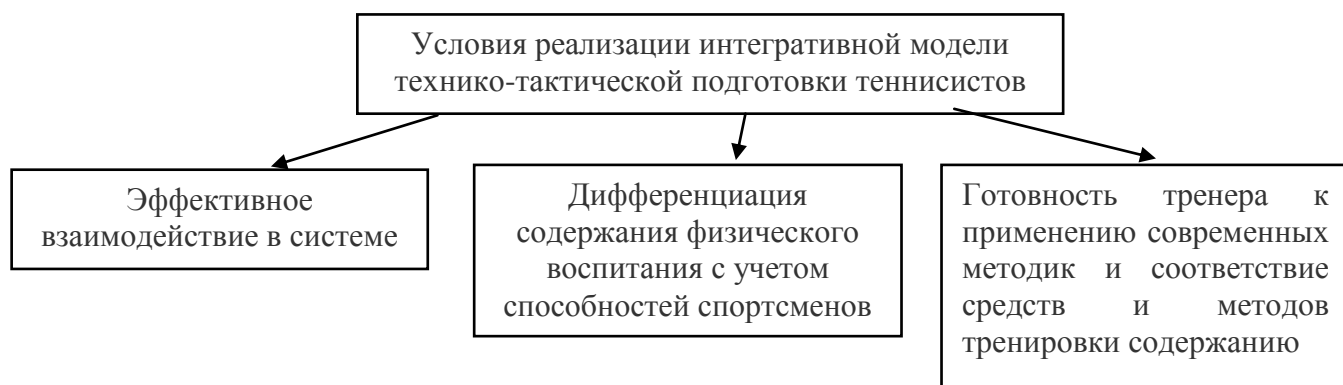 Условия реализации интегративной модели
технико-тактической подготовки теннисистов
Эффективное
взаимодействие в системе
Дифференциация
содержания физического
воспитания с учетом
способностей спортсменов
Готовность тренера к
применению современных
методик и соответствие
средств и методов
тренировки содержанию